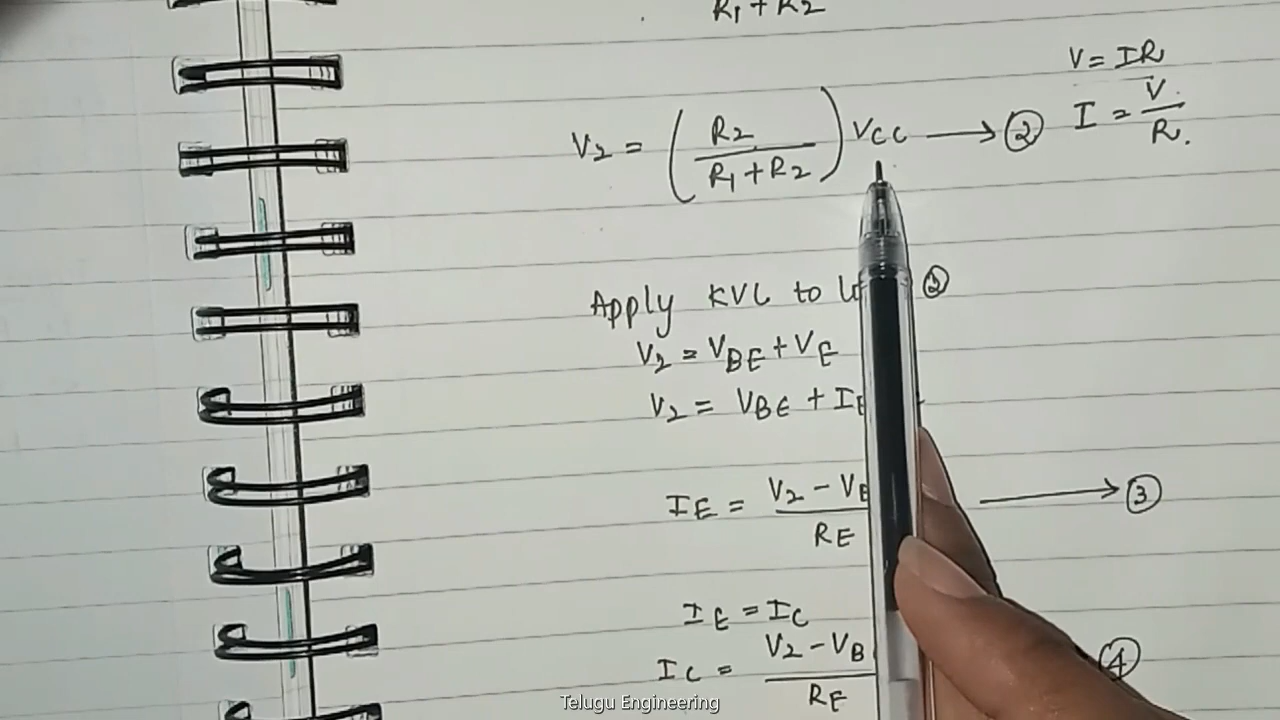 R1 + R2
V = IR
I = V / R.
V2 = ( R2 / R1 + R2 ) VCC → ②
Apply KVL to ②
V2 = VBE + VE
V2 = VBE +
IE = V2 - / RE → ③
IE = IC
IC = V2 - / RE ④
Telugu Engineering